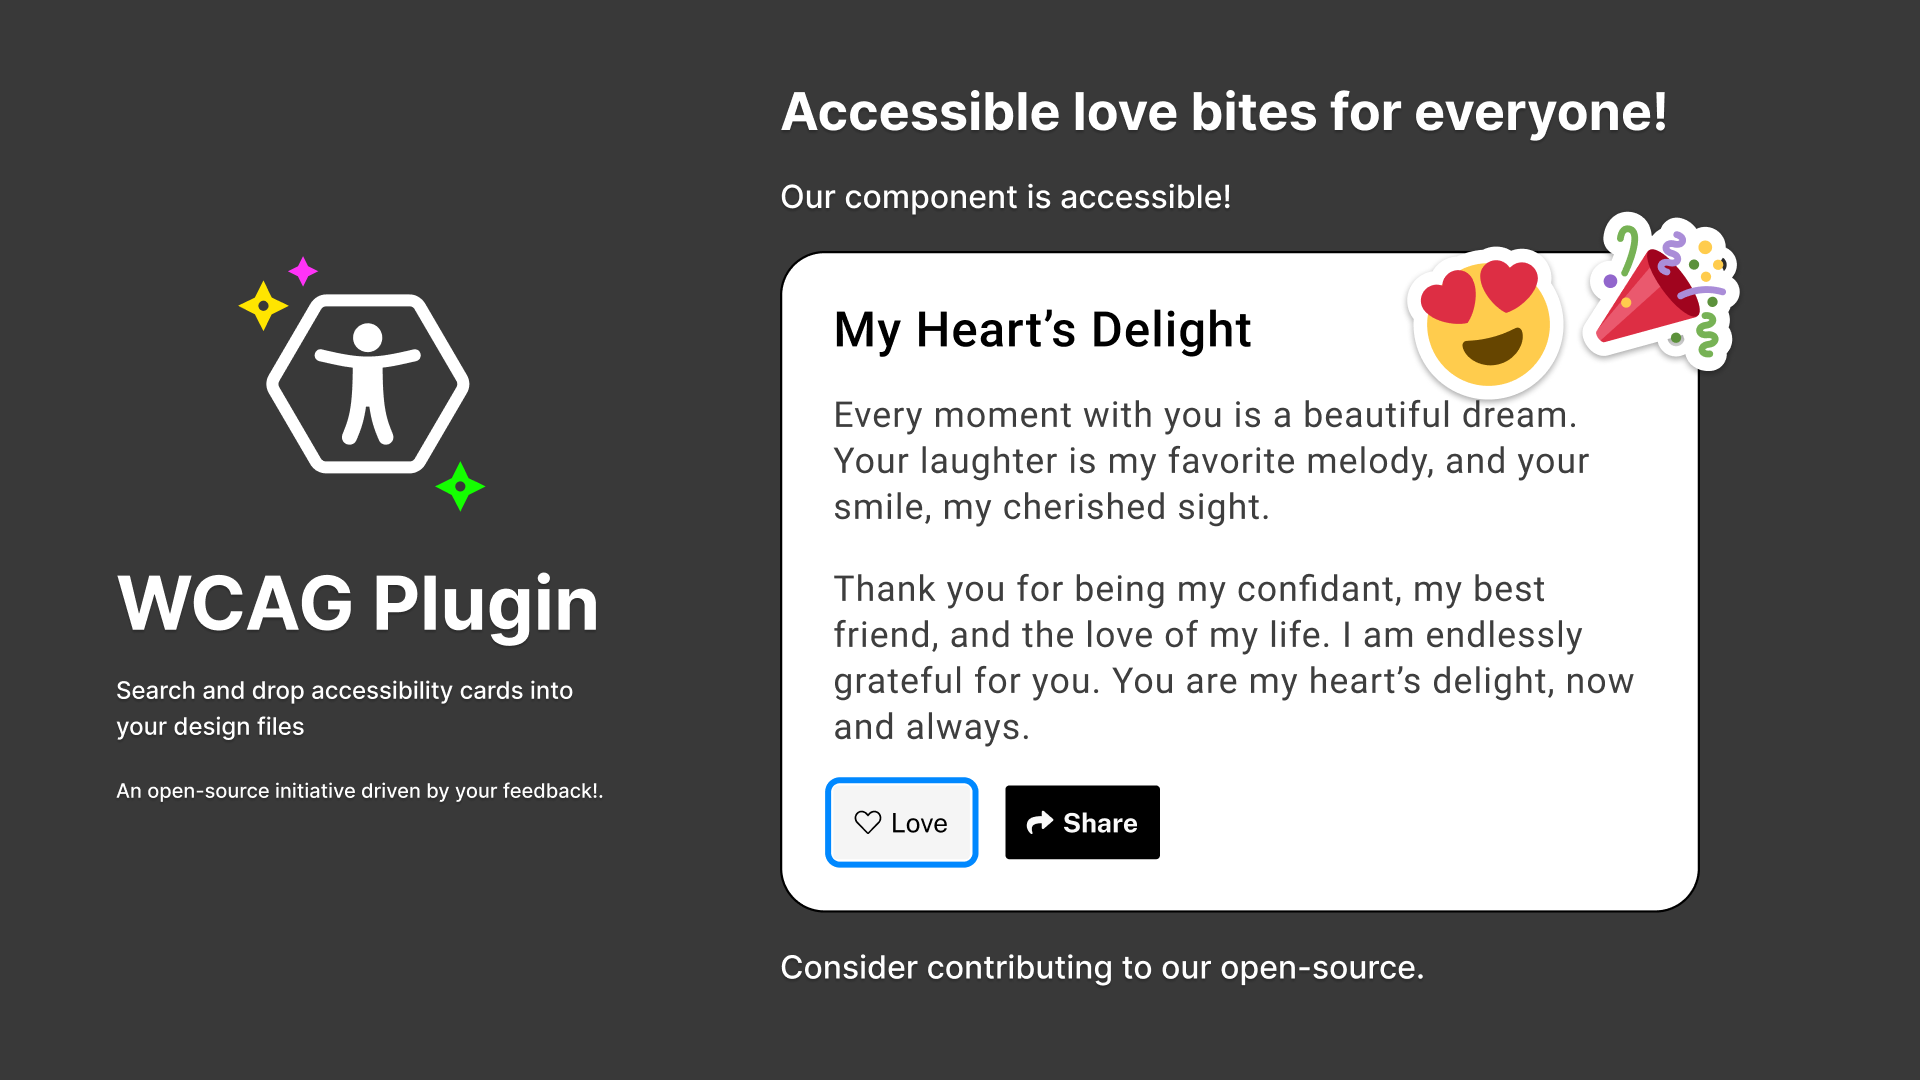 WCAG Plugin
Search and drop accessibility cards into
your design files
An open-source initiative driven by your feedback!.
Accessible love bites for everyone!
Our component is accessible!
My Heart’s Delight
Every moment with you is a beautiful dream.
Your laughter is my favorite melody, and your
smile, my cherished sight.
Thank you for being my confidant, my best
friend, and the love of my life. I am endlessly
grateful for you. You are my heart’s delight, now
and always.
Love
Share
Consider contributing to our open-source.